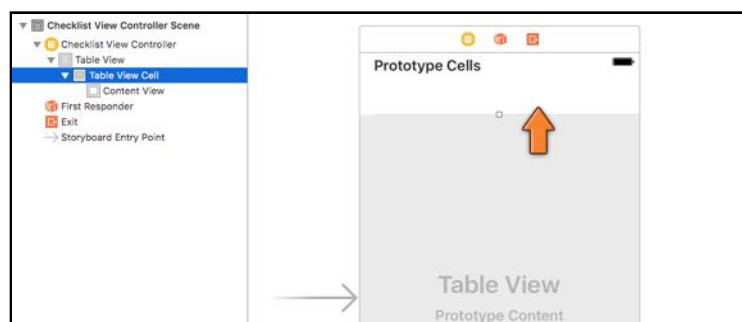 Checklist View Controller Scene
Checklist View Controller
Table View
Table View Cell
Content View
First Responder
Exit
Storyboard Entry Point
Prototype Cells
Table View
Prototype Content